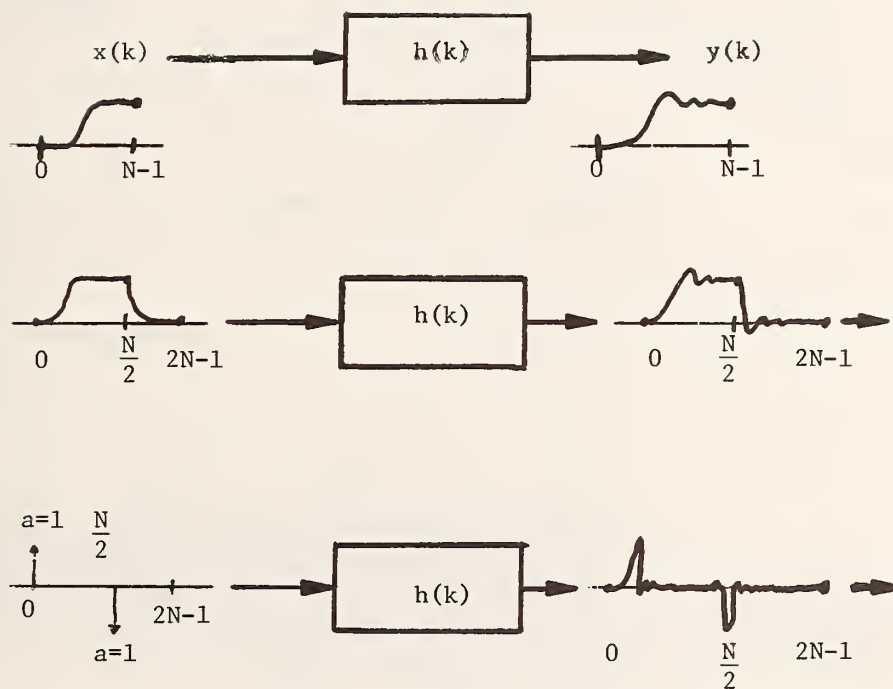 x(k) h(k) y(k)
0 N-1 0 N-1
h(k)
0 N/2 2N-1 0 N/2 2N-1
a=1 N/2
h(k)
0 2N-1 0 N/2 2N-1
a=1